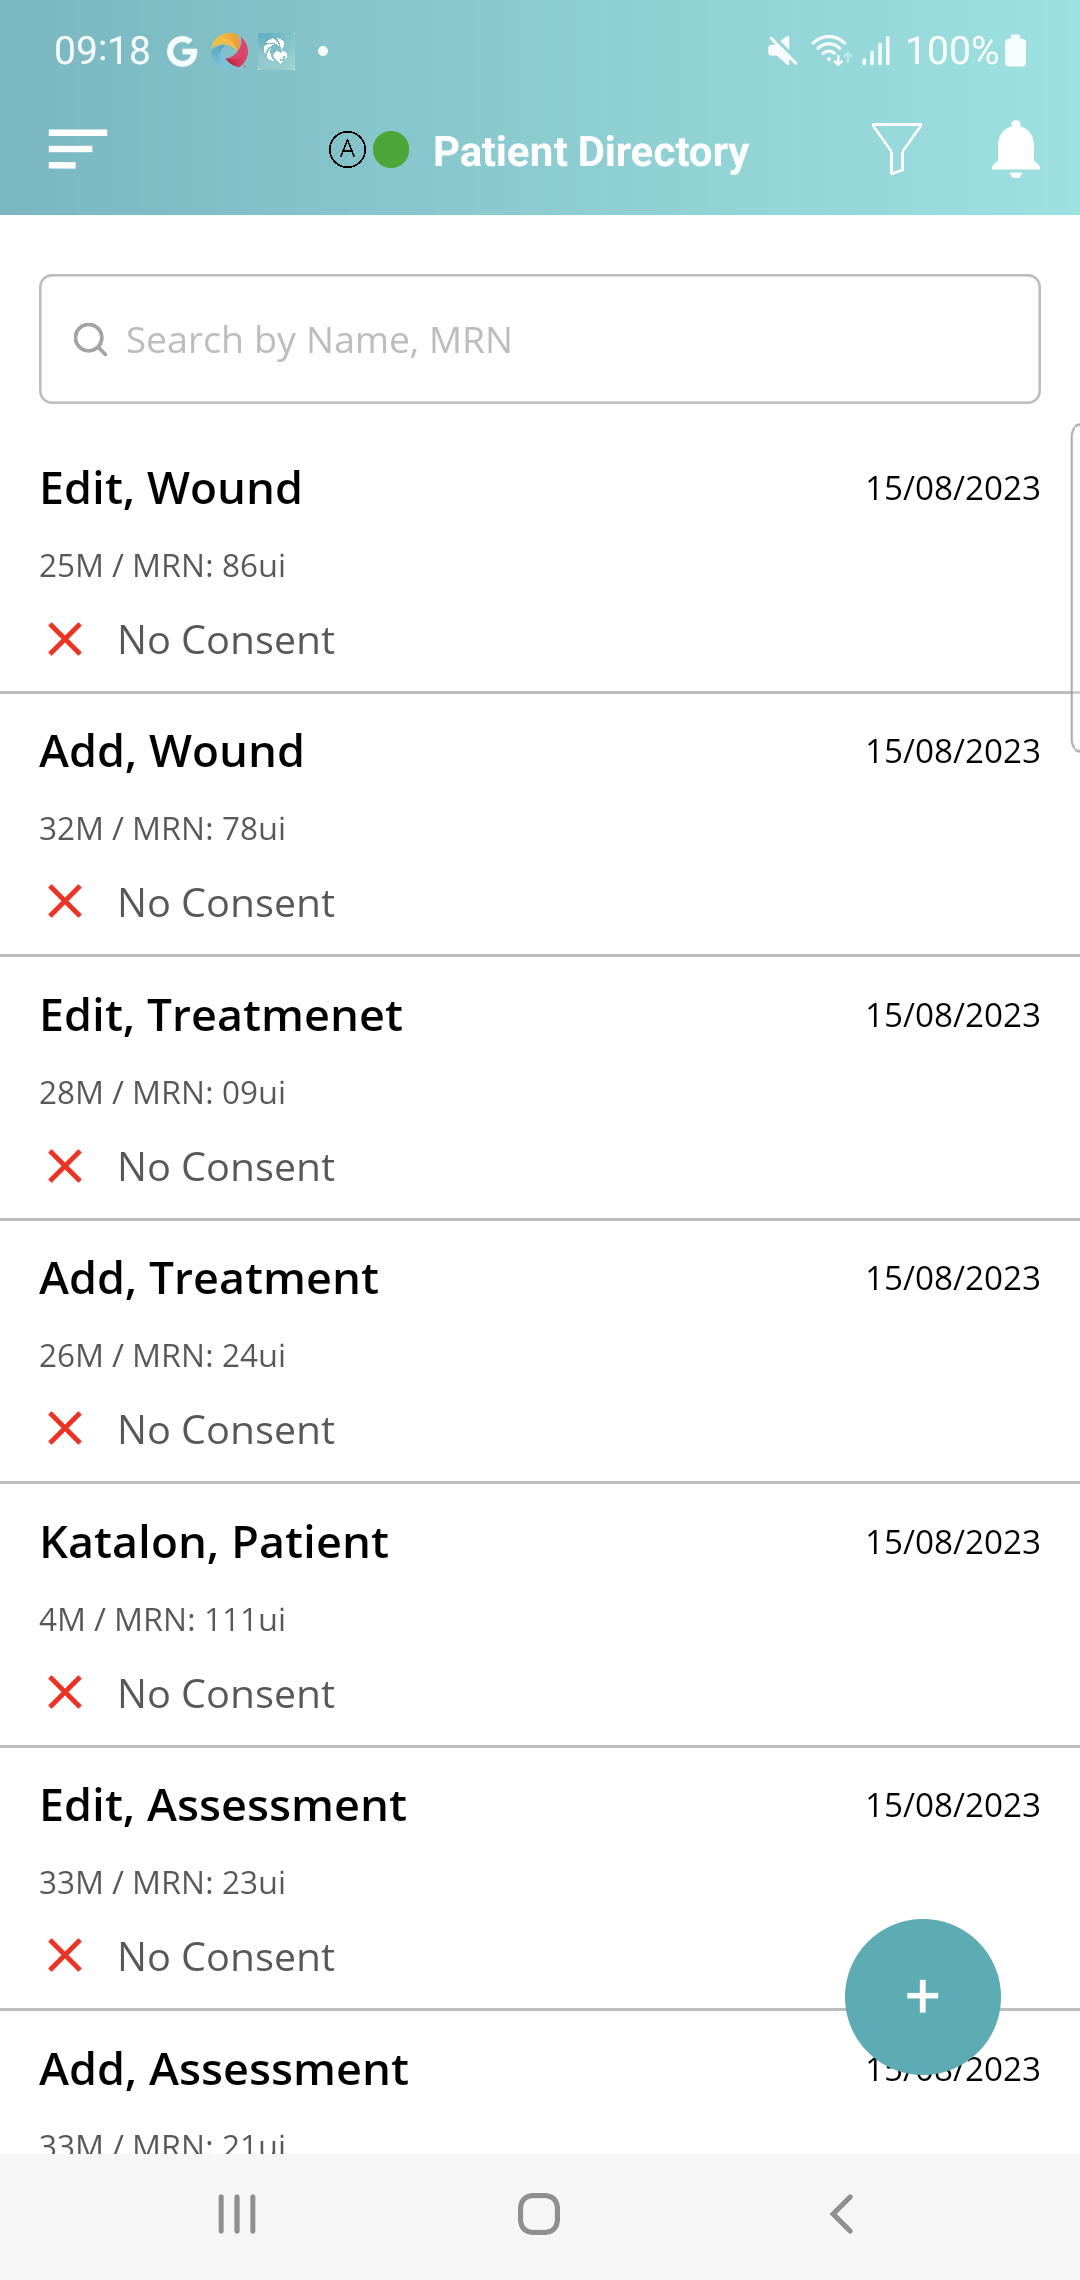 09:18 G 100%
A Patient Directory
Search by Name, MRN
Edit, Wound 15/08/2023
25M / MRN: 86ui
No Consent
Add, Wound 15/08/2023
32M / MRN: 78ui
No Consent
Edit, Treatmenet 15/08/2023
28M / MRN: 09ui
No Consent
Add, Treatment 15/08/2023
26M / MRN: 24ui
No Consent
Katalon, Patient 15/08/2023
4M / MRN: 111ui
No Consent
Edit, Assessment 15/08/2023
33M / MRN: 23ui
No Consent
+
Add, Assessment 15/08/2023
33M / MRN: 21ui